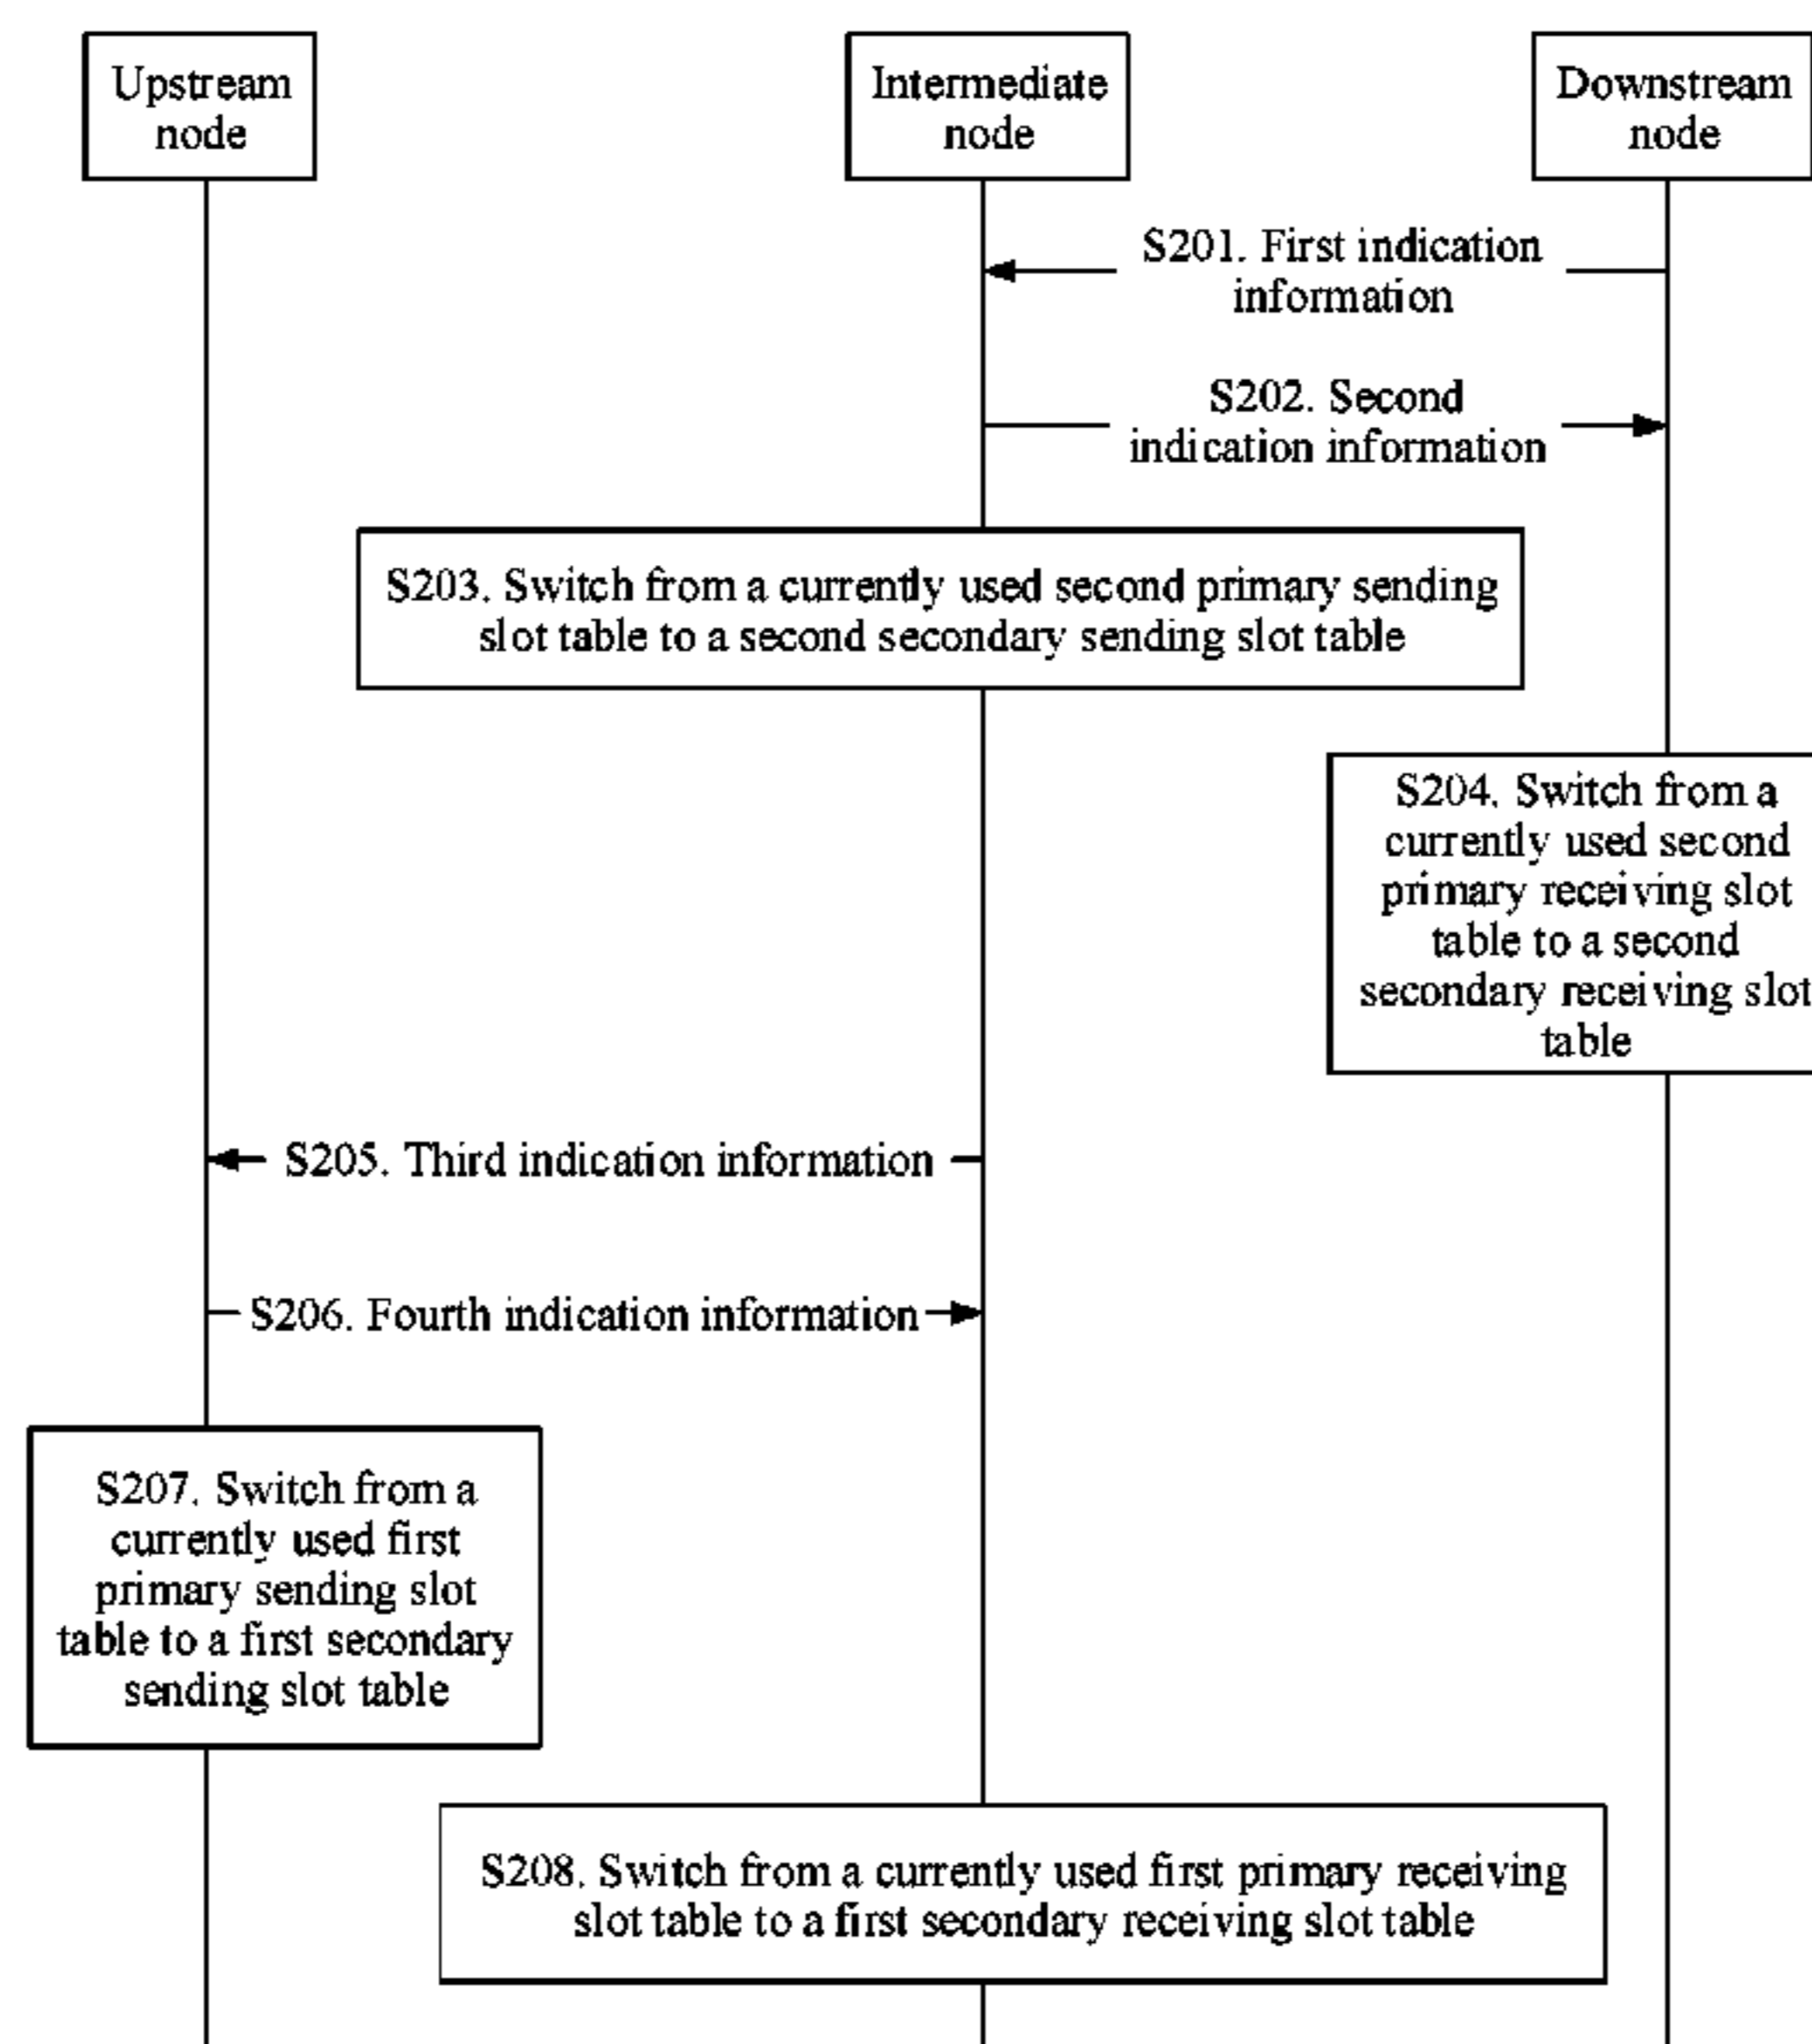 Upstream
node
Intermediate
node
Downstream
node
S201. First indication
information
S202. Second
indication information
S203. Switch from a currently used second primary sending
slot table to a second secondary sending slot table
S204. Switch from a
currently used second
primary receiving slot
table to a second
secondary receiving slot
table
S205. Third indication information
S206. Fourth indication information
S207. Switch from a
currently used first
primary sending slot
table to a first secondary
sending slot table
S208. Switch from a currently used first primary receiving
slot table to a first secondary receiving slot table